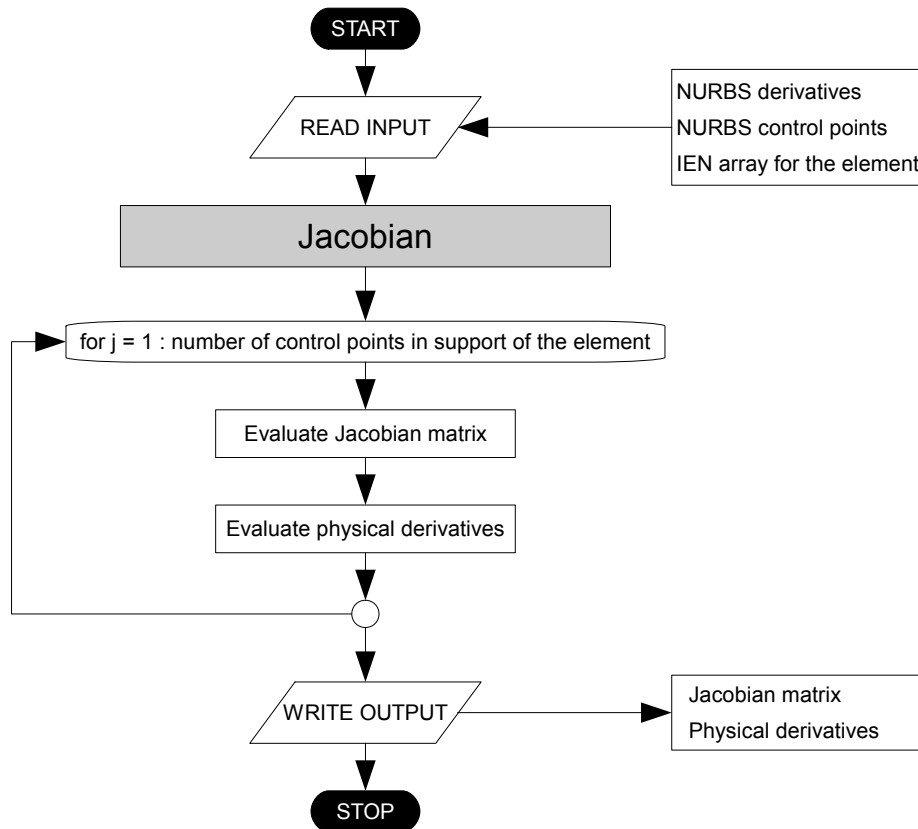 START
READ INPUT
NURBS derivatives
NURBS control points
IEN array for the element
Jacobian
for j = 1 : number of control points in support of the element
Evaluate Jacobian matrix
Evaluate physical derivatives
WRITE OUTPUT
Jacobian matrix
Physical derivatives
STOP